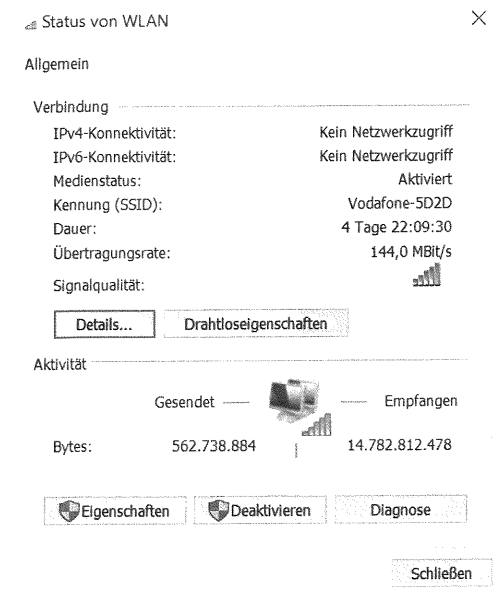 Status von WLAN
Allgemein
Verbindung
IPv4-Konnektivität: Kein Netzwerkzugriff
IPv6-Konnektivität: Kein Netzwerkzugriff
Medienstatus: Aktiviert
Kennung (SSID): Vodafone-5D2D
Dauer: 4 Tage 22:09:30
Übertragungsrate: 144,0 MBit/s
Signalqualität:
Details... Drahtloseigenschaften
Aktivität
Gesendet Empfangen
Bytes: 562.738.884 14.782.812.478
Eigenschaften Deaktivieren Diagnose
Schließen